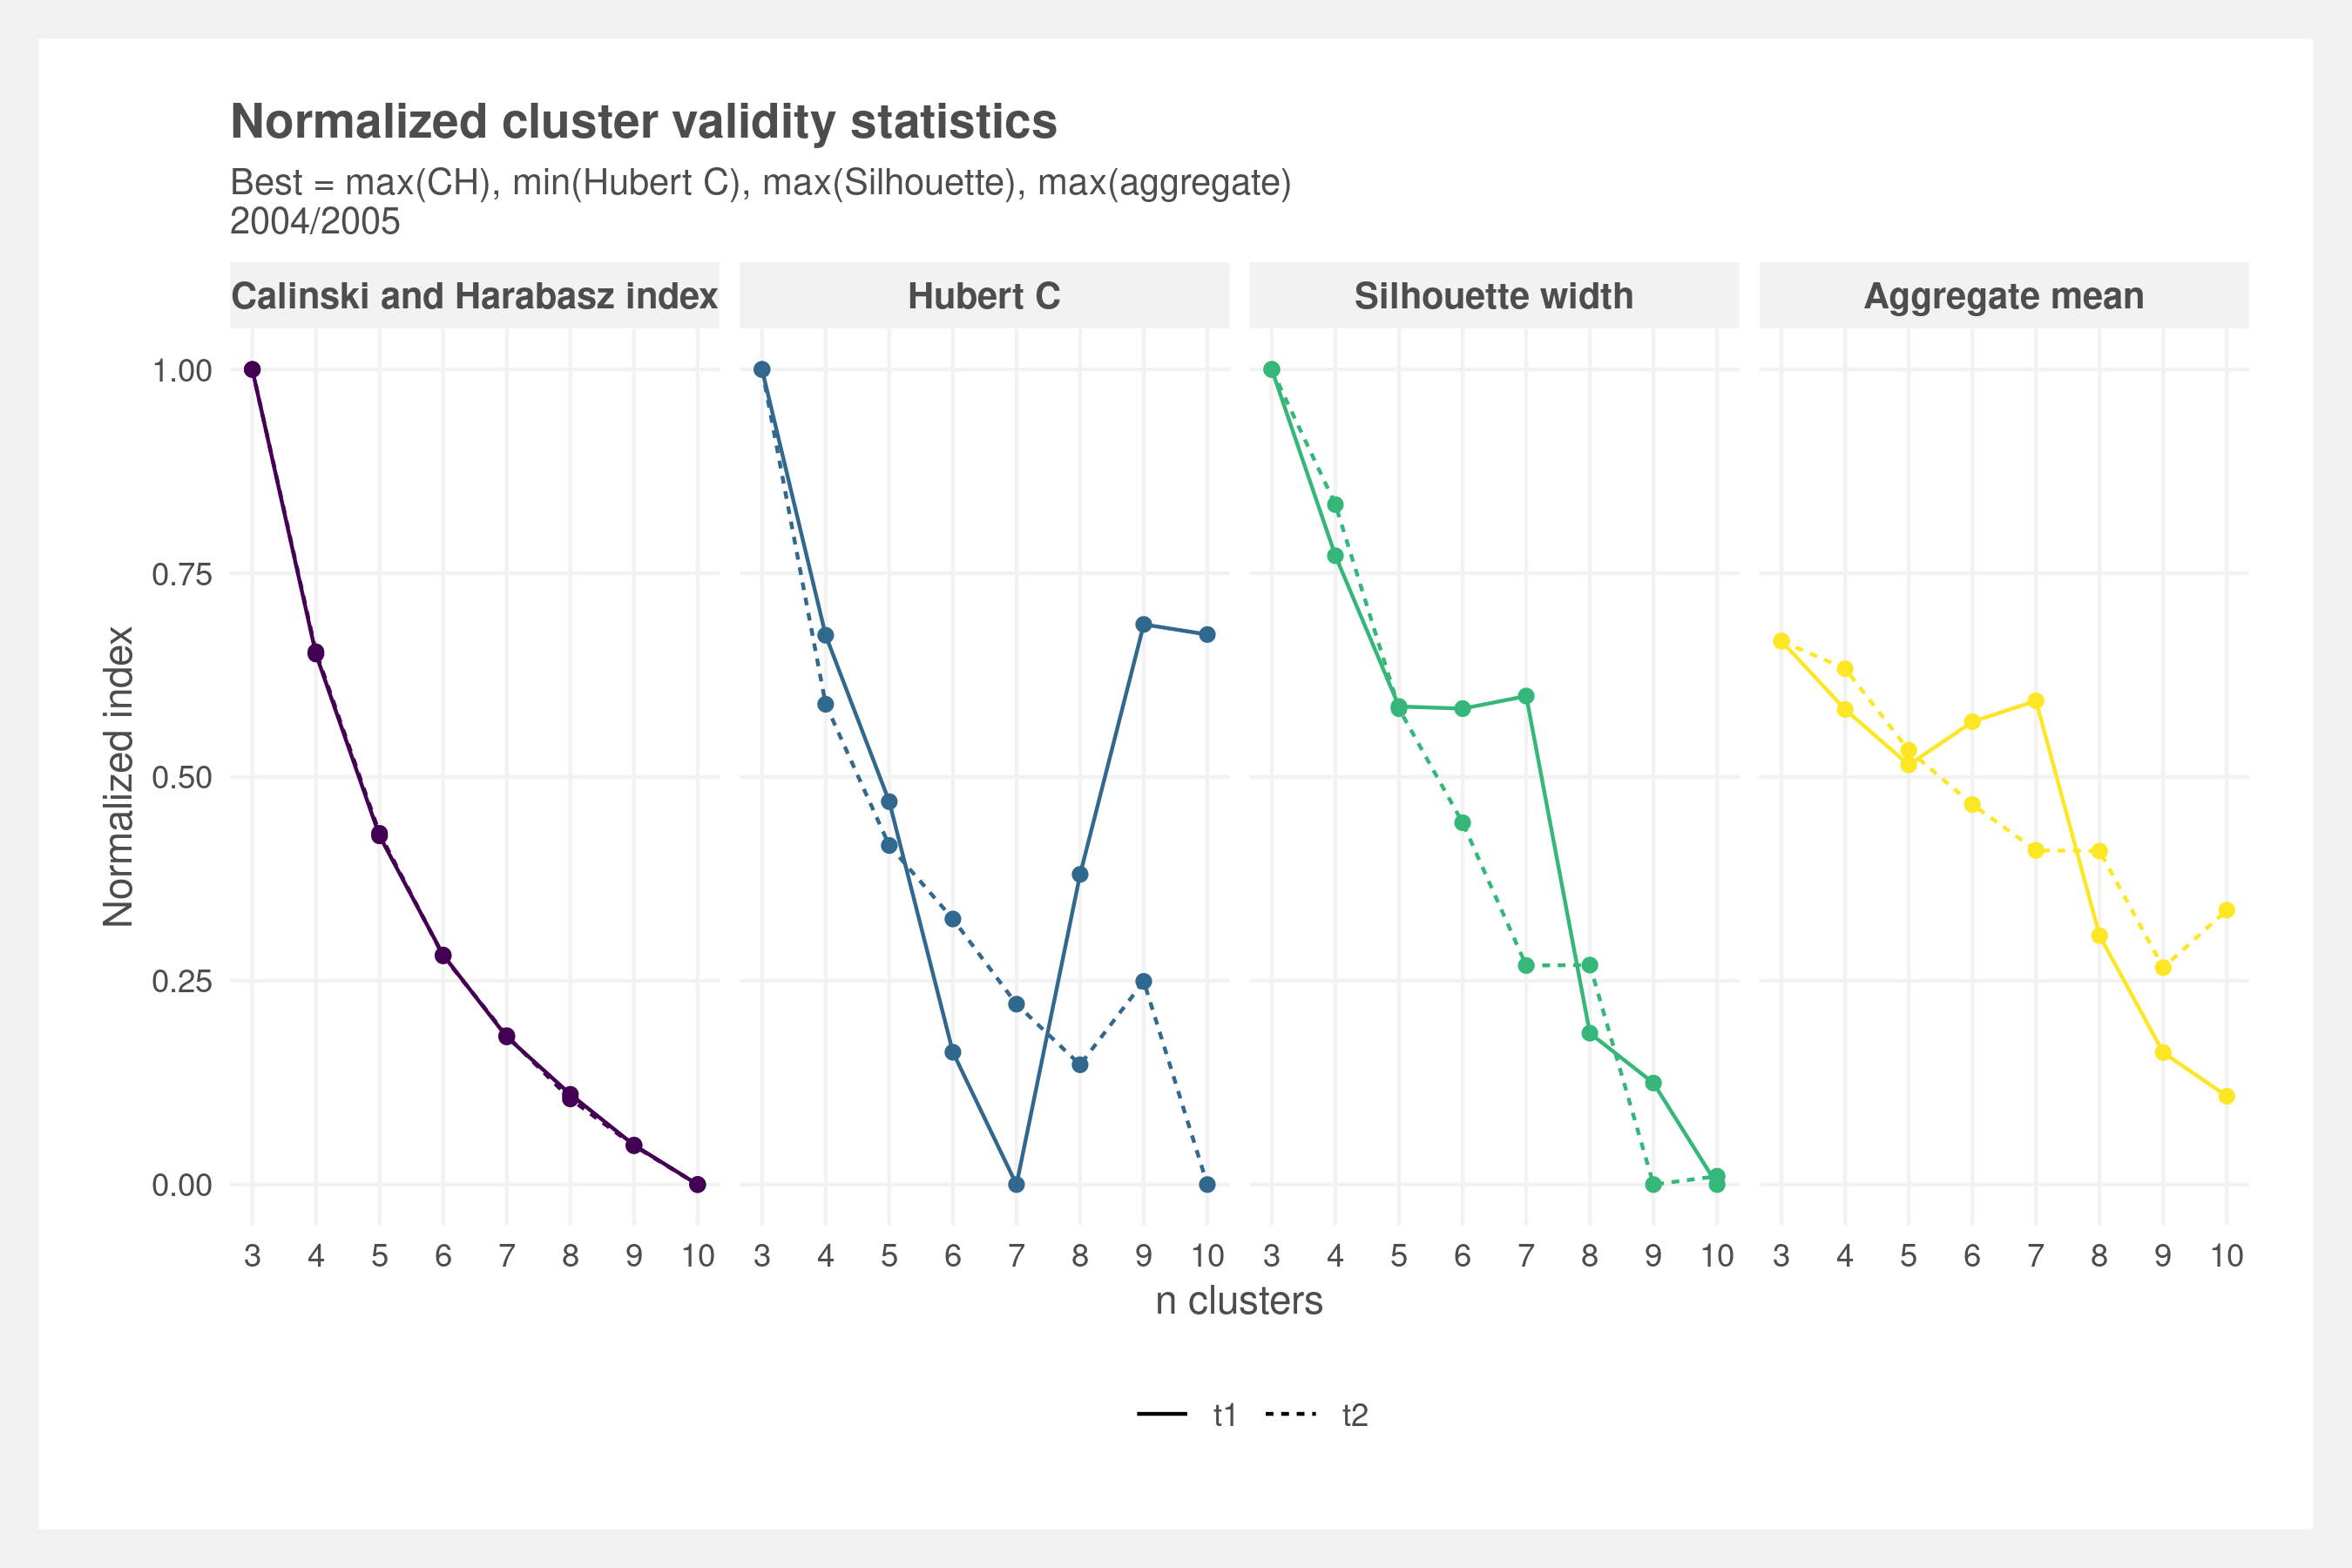 Normalized cluster validity statistics
Best = max(CH), min(Hubert C), max(Silhouette), max(aggregate)
2004/2005
Calinski and Harabasz index Hubert C Silhouette width Aggregate mean
1.00
0.75
0.50
0.25
0.00
Normalized index
3 4 5 6 7 8 9 10 3 4 5 6 7 8 9 10 3 4 5 6 7 8 9 10 3 4 5 6 7 8 9 10
n clusters
t1 t2